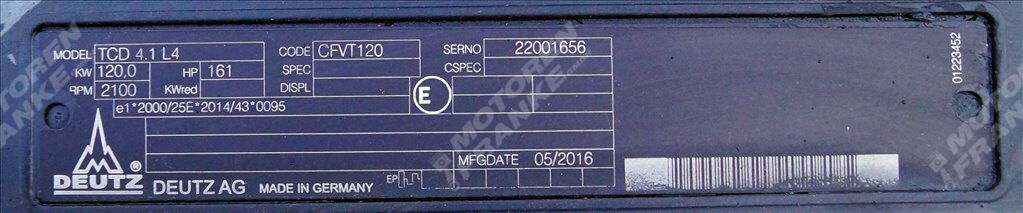 MODEL TCD 4.1 L4 CODE CFVT120 SERNO 22001656
KW 120,0 HP 161 SPEC CSPEC
RPM 2100 KWred DISPL E
e1*2000/25E*2014/43*0095
MFGDATE 05/2016
EP
DEUTZ ® DEUTZ AG MADE IN GERMANY
01223452
MOTOREN
FRANKE